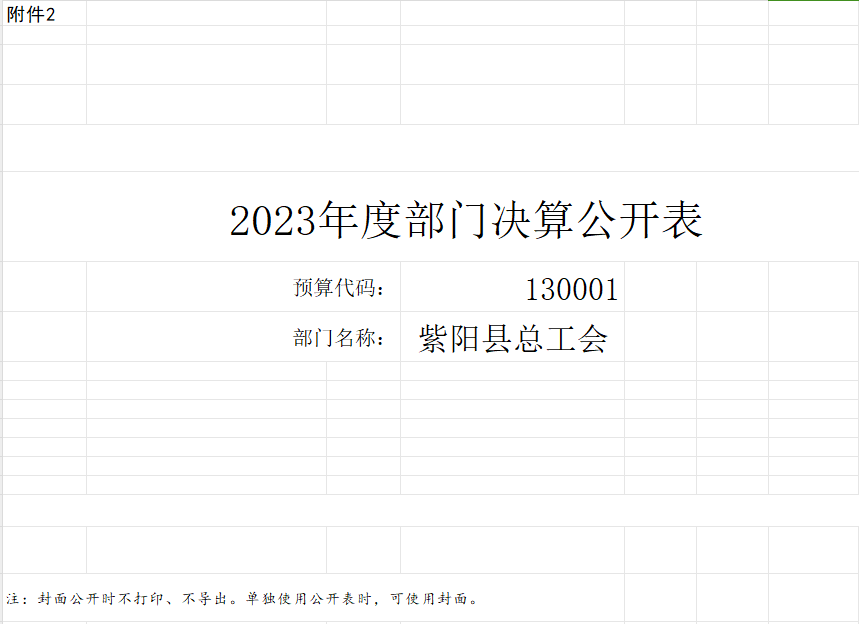 附件2
2023年度部门决算公开表
预算代码： 130001
部门名称： 紫阳县总工会
注：封面公开时不打印、不导出。单独使用公开表时，可使用封面。